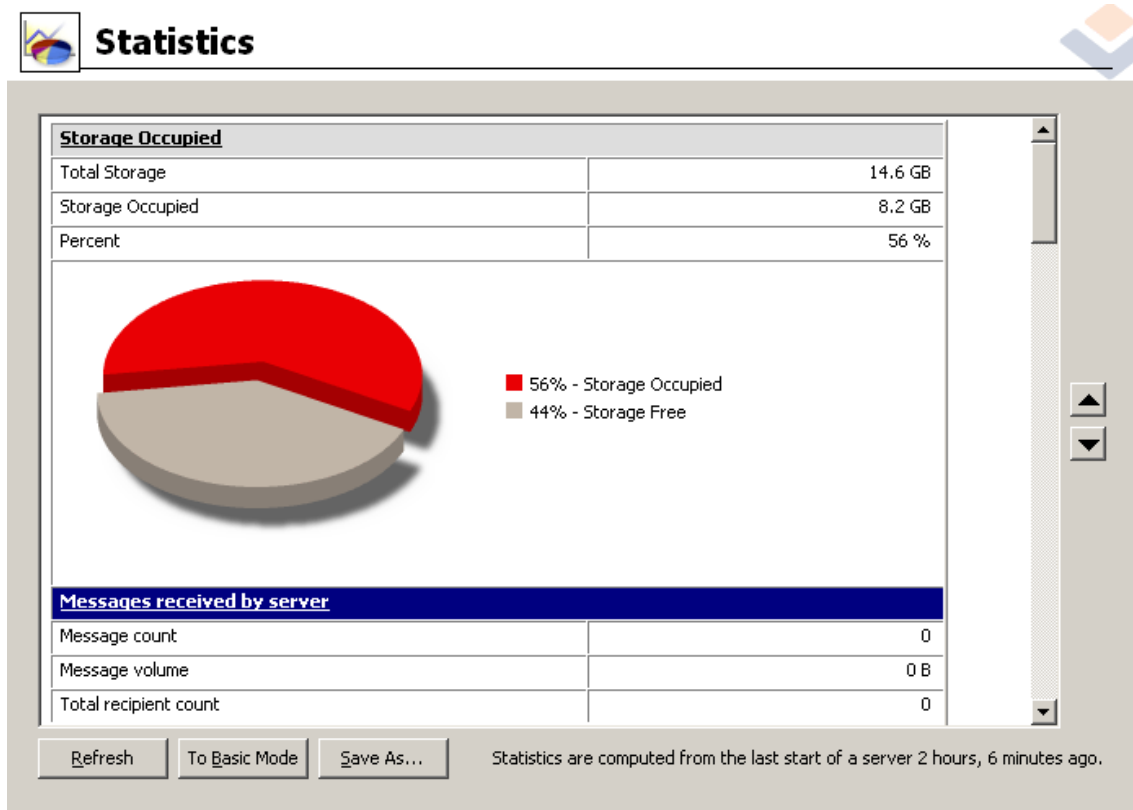 Statistics
Storage Occupied
Total Storage 14.6 GB
Storage Occupied 8.2 GB
Percent 56 %
56% - Storage Occupied
44% - Storage Free
Messages received by server
Message count 0
Message volume 0 B
Total recipient count 0
Refresh To Basic Mode Save As... Statistics are computed from the last start of a server 2 hours, 6 minutes ago.